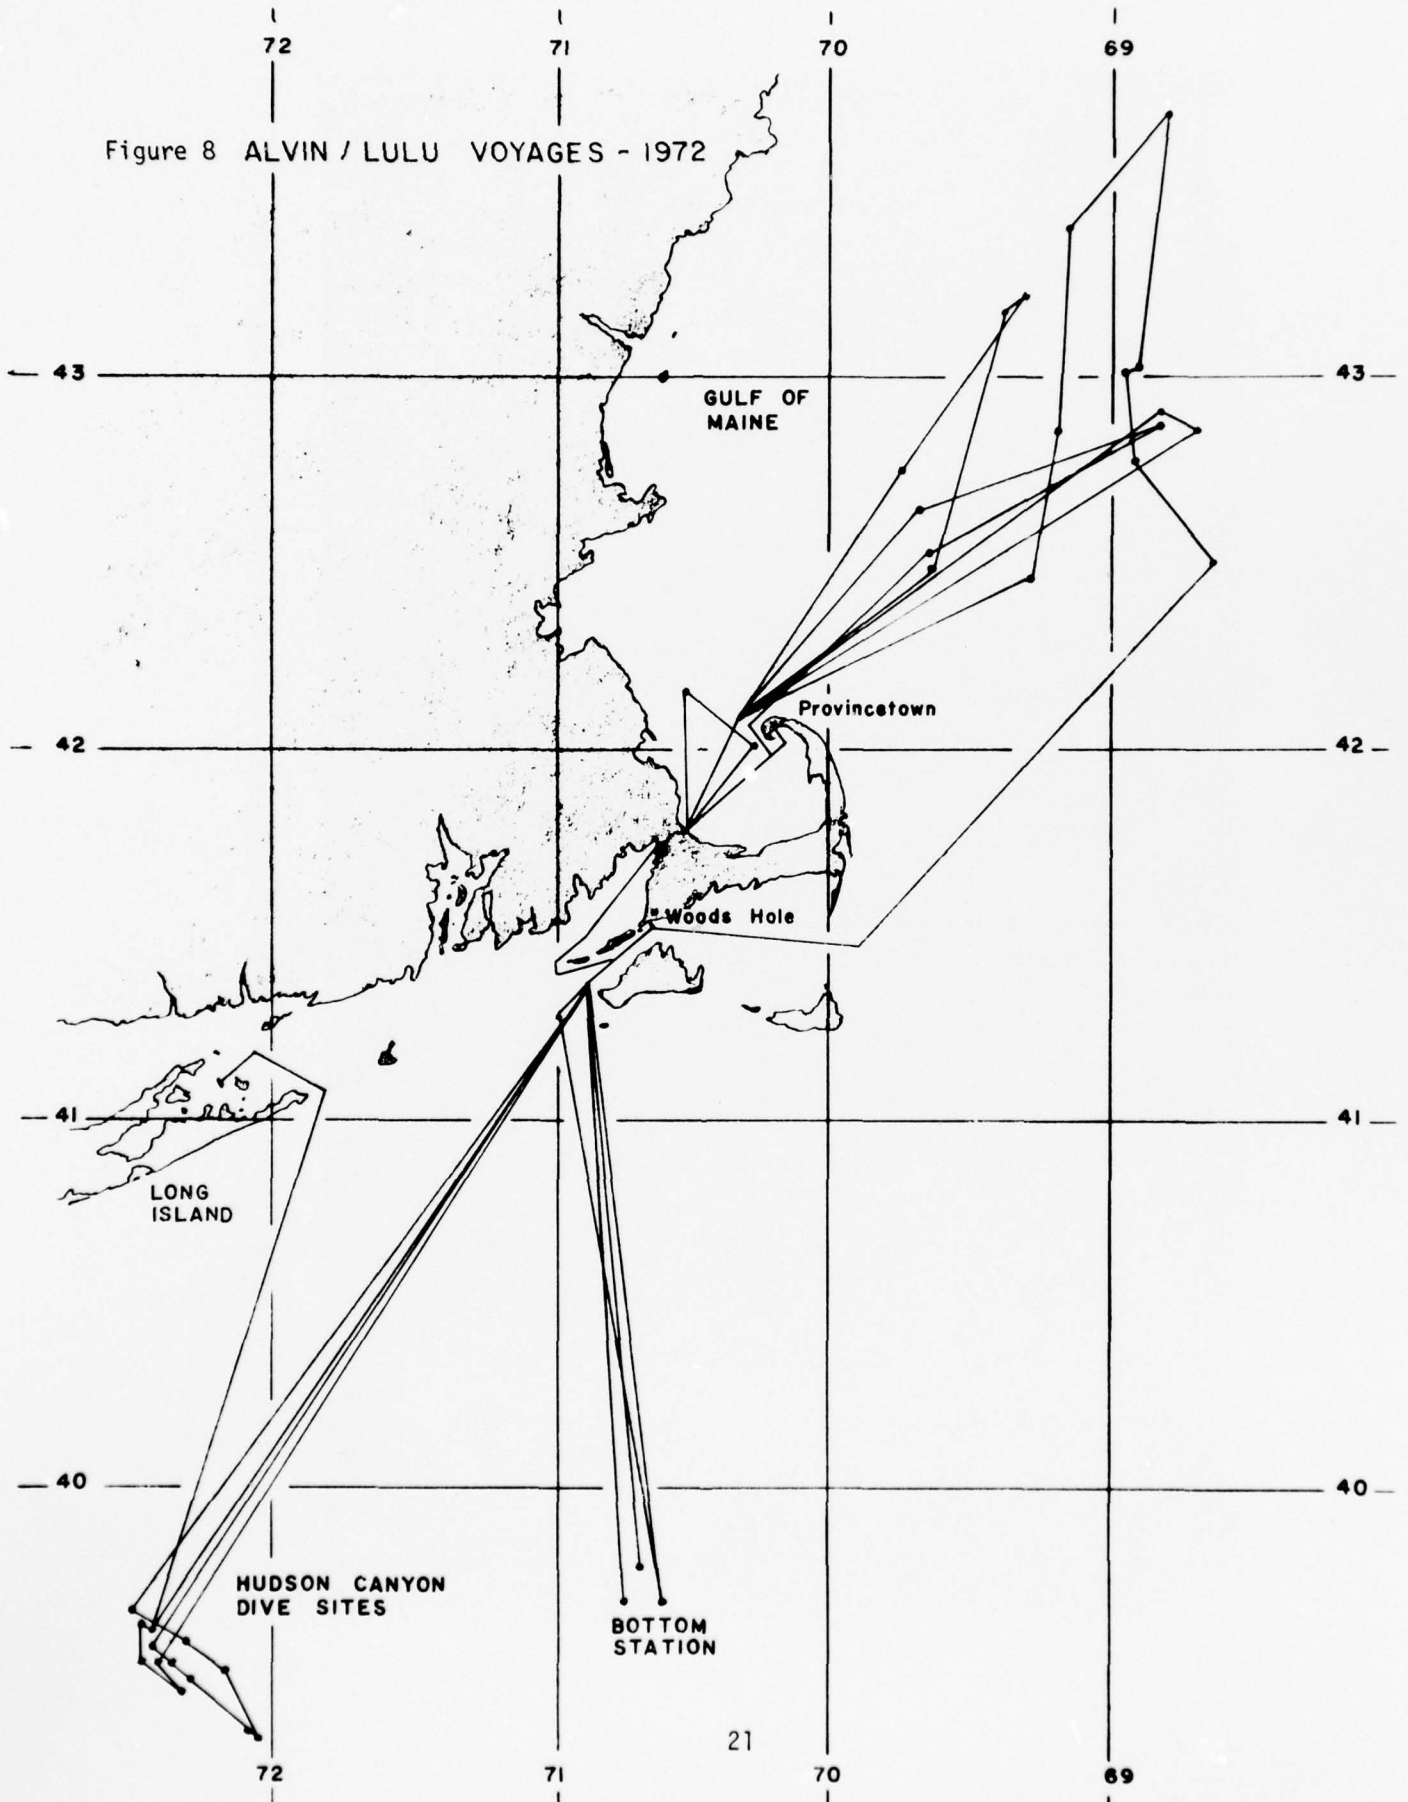 72 71 70 69
Figure 8 ALVIN / LULU VOYAGES - 1972
43 43
GULF OF
MAINE
Provincetown
42 42
Woods Hole
41 41
LONG
ISLAND
40 40
HUDSON CANYON
DIVE SITES
BOTTOM
STATION
21
72 71 70 69